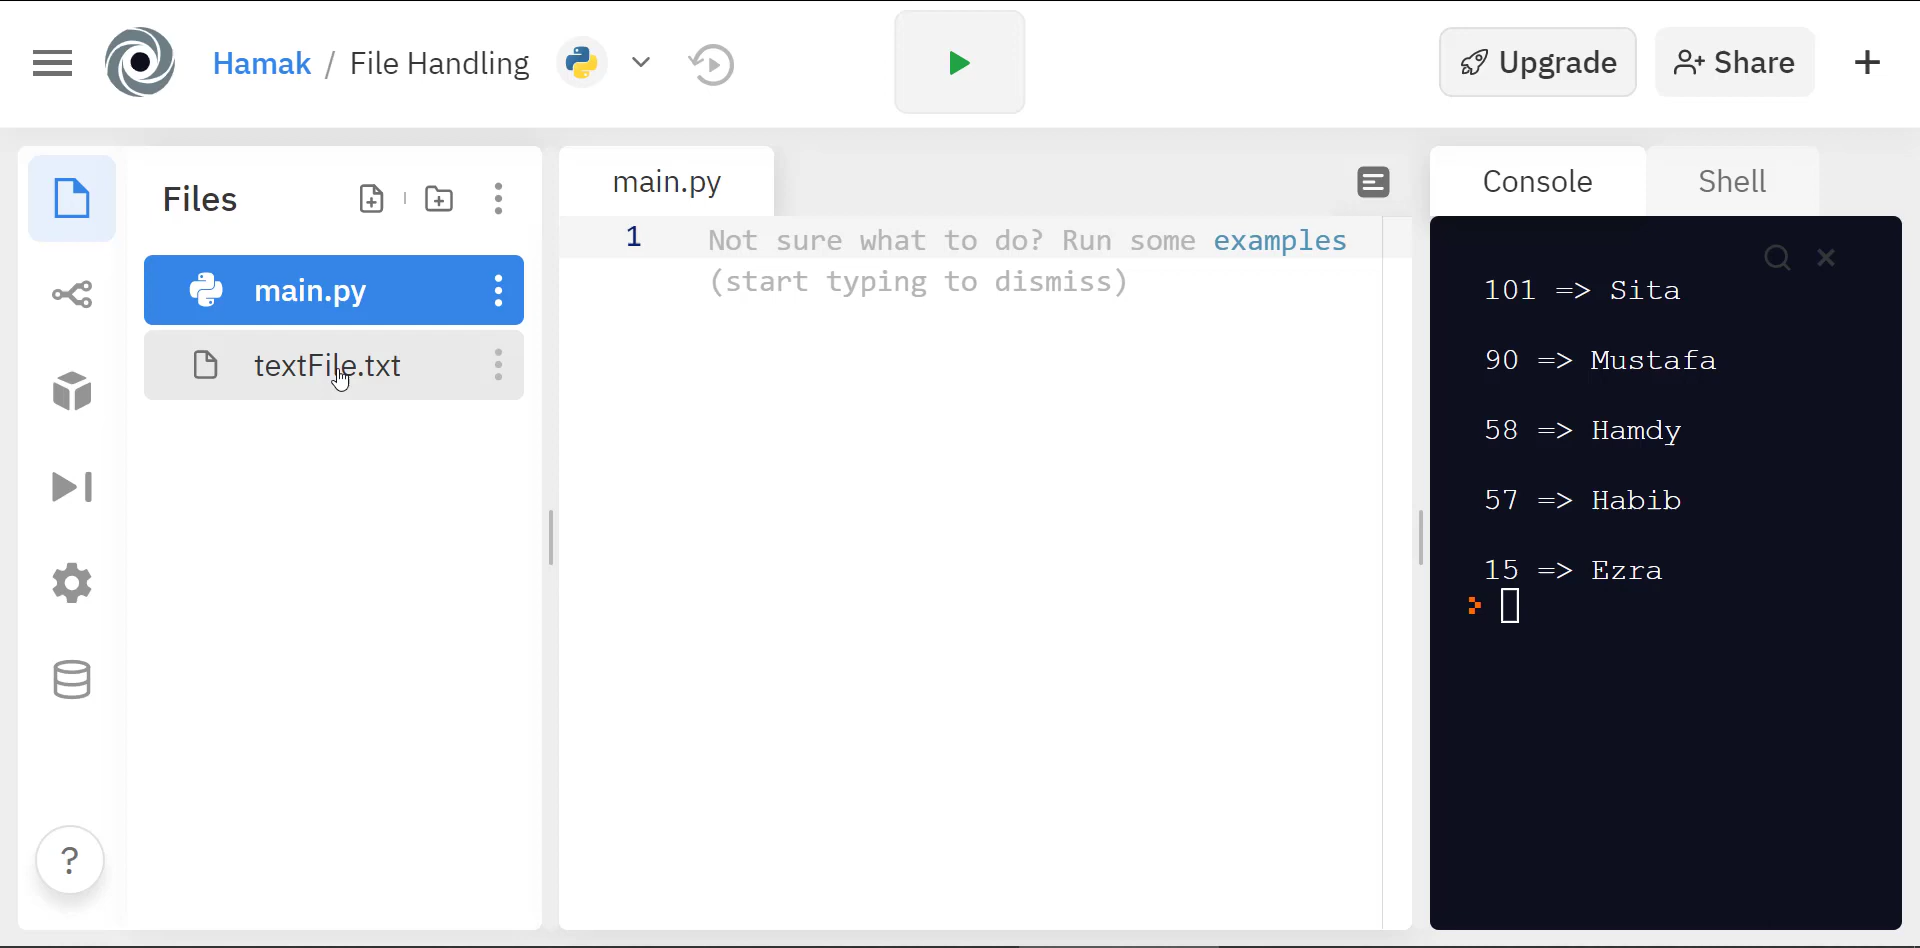 Hamak / File Handling
Upgrade
Share
Files
main.py
textFile.txt
main.py
1 Not sure what to do? Run some examples
(start typing to dismiss)
Console
Shell
101 => Sita
90 => Mustafa
58 => Hamdy
57 => Habib
15 => Ezra
?